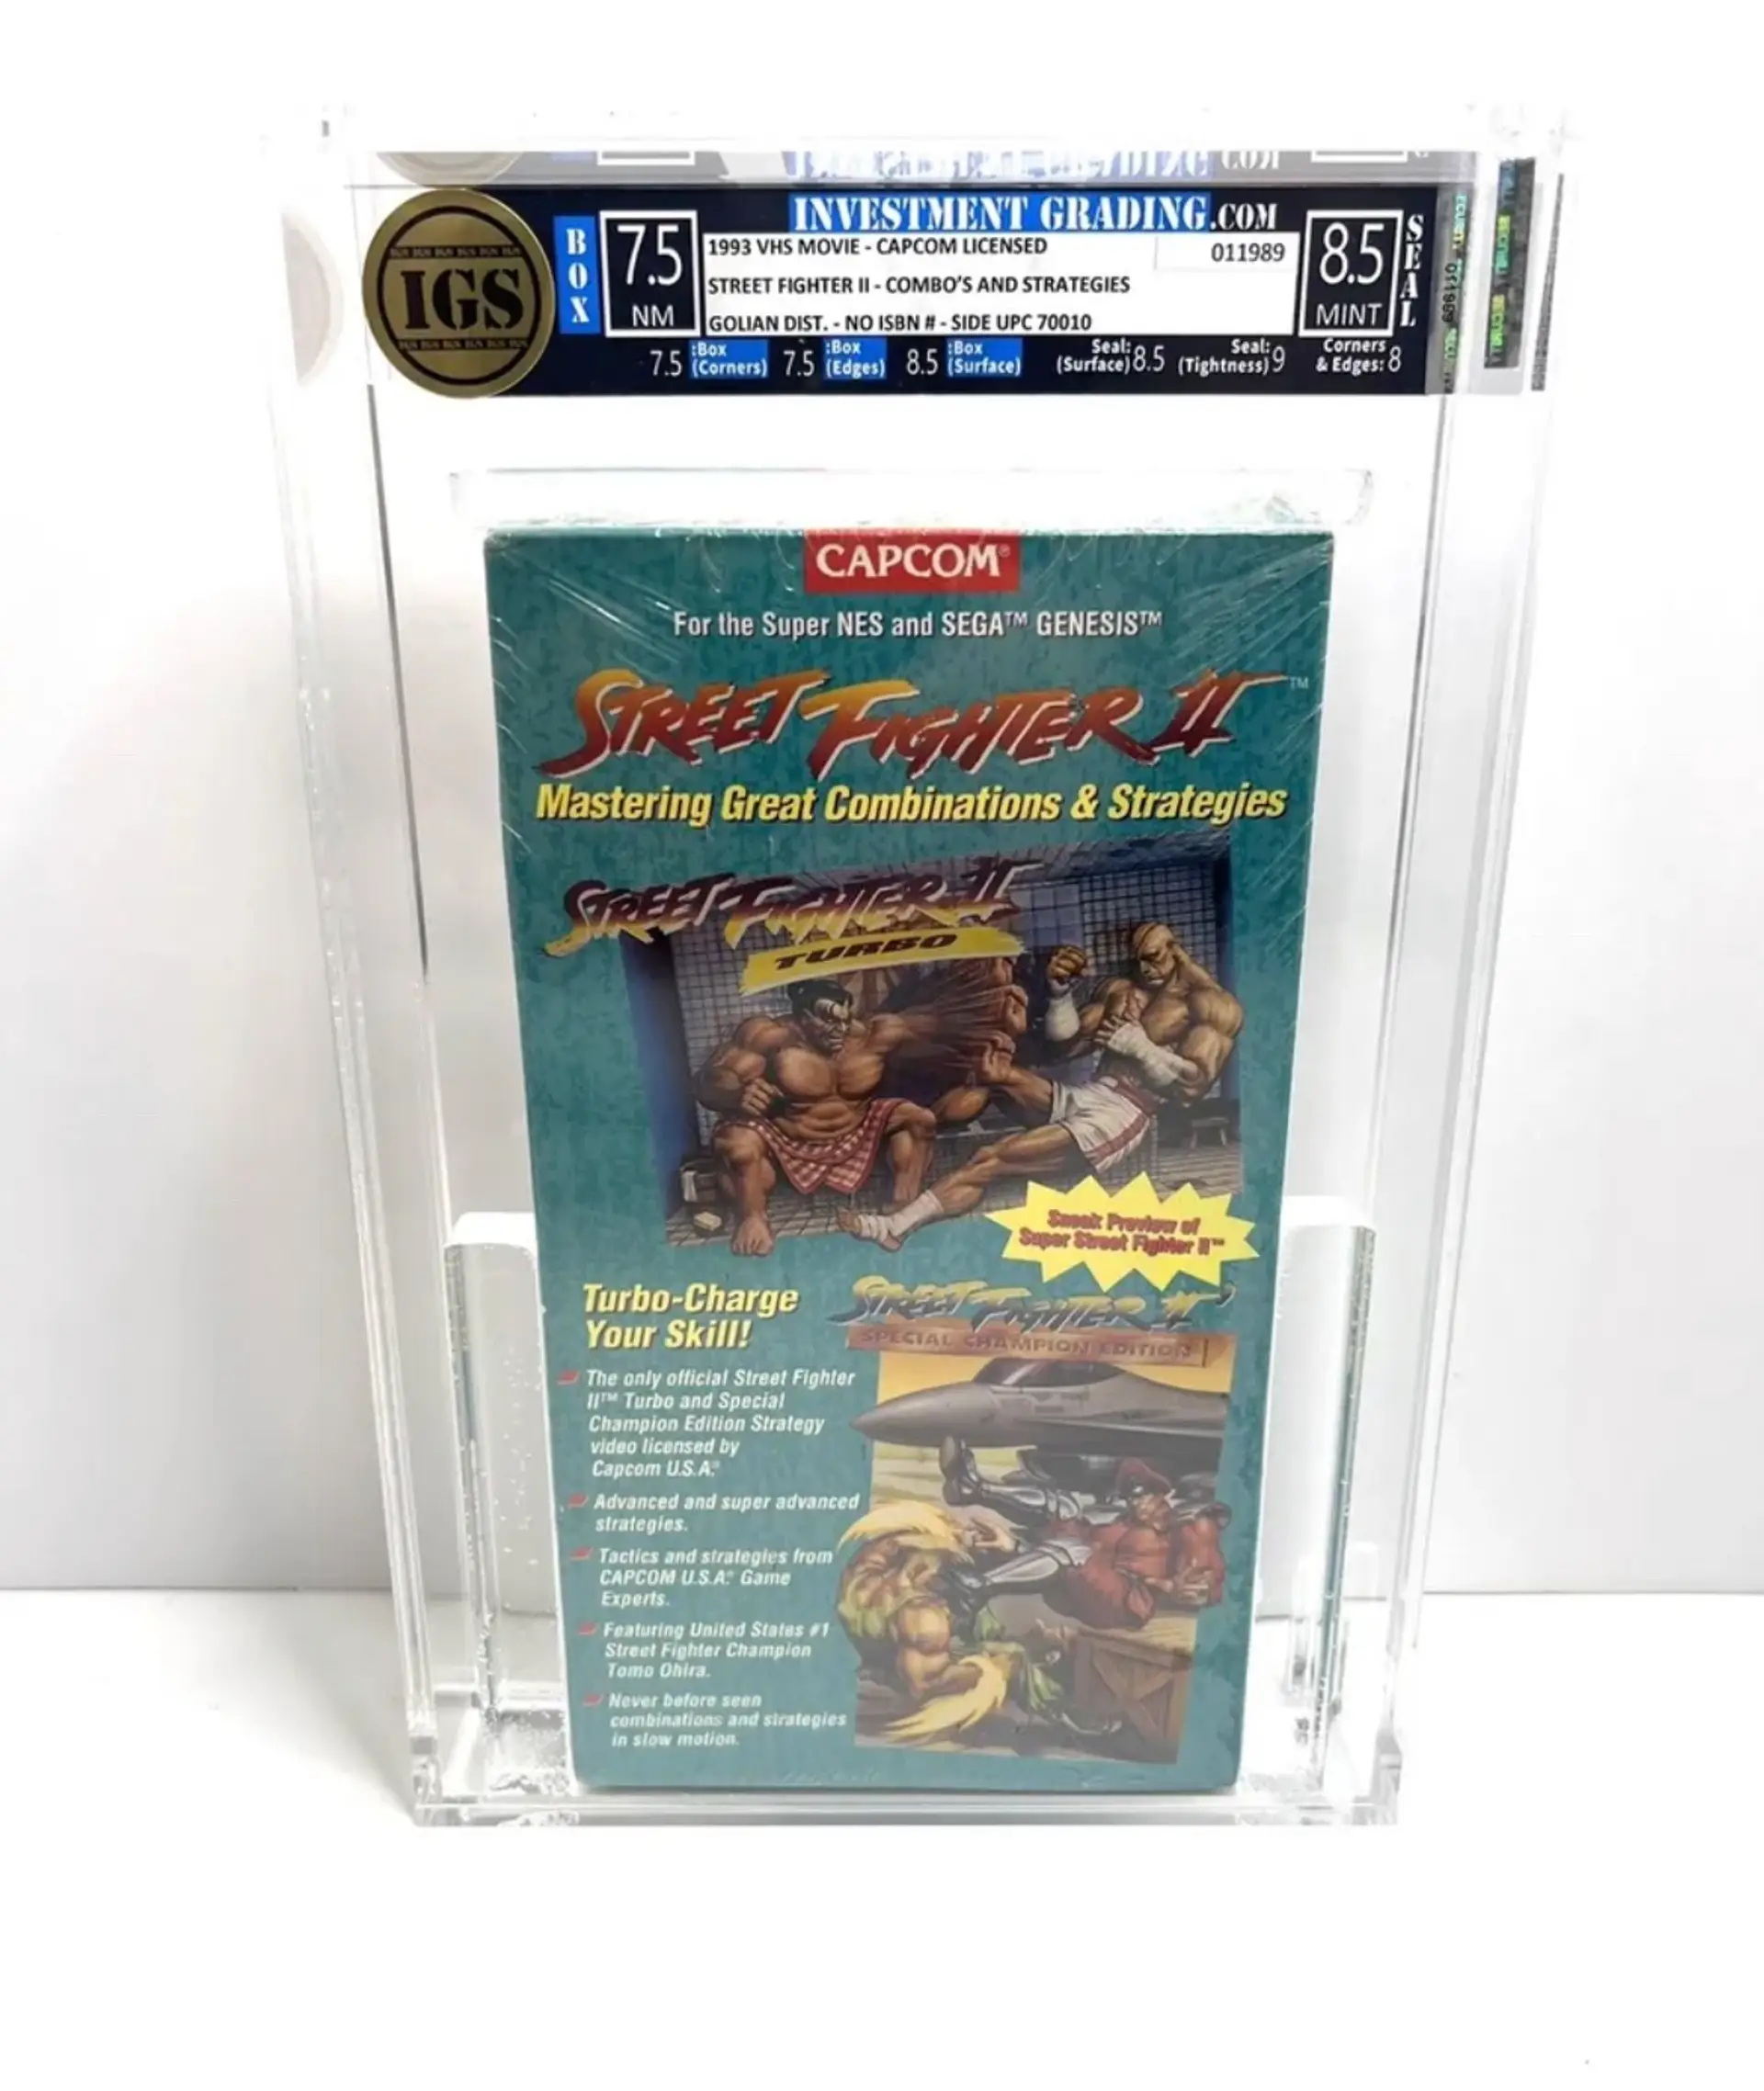 INVESTMENT GRADING.COM
IGS
BOX
7.5
NM
1993 VHS MOVIE - CAPCOM LICENSED
011989
STREET FIGHTER II - COMBO'S AND STRATEGIES
GOLIAN DIST. - NO ISBN # - SIDE UPC 70010
8.5
MINT
SEAL
7.5 :Box (Corners) 7.5 :Box (Edges) 8.5 :Box (Surface) Seal: (Surface) 8.5 Seal: (Tightness) 9 Corners & Edges: 8
CAPCOM®
For the Super NES and SEGA™ GENESIS™
STREET FIGHTER II™
Mastering Great Combinations & Strategies
STREET FIGHTER II
TURBO
Sneak Preview of
Super Street Fighter II™
Turbo-Charge
Your Skill!
STREET FIGHTER II'
SPECIAL CHAMPION EDITION
The only official Street Fighter
II™ Turbo and Special
Champion Edition Strategy
video licensed by
Capcom U.S.A.®
Advanced and super advanced
strategies.
Tactics and strategies from
CAPCOM U.S.A.® Game
Experts.
Featuring United States #1
Street Fighter Champion
Tomo Ohira.
Never before seen
combinations and strategies
in slow motion.